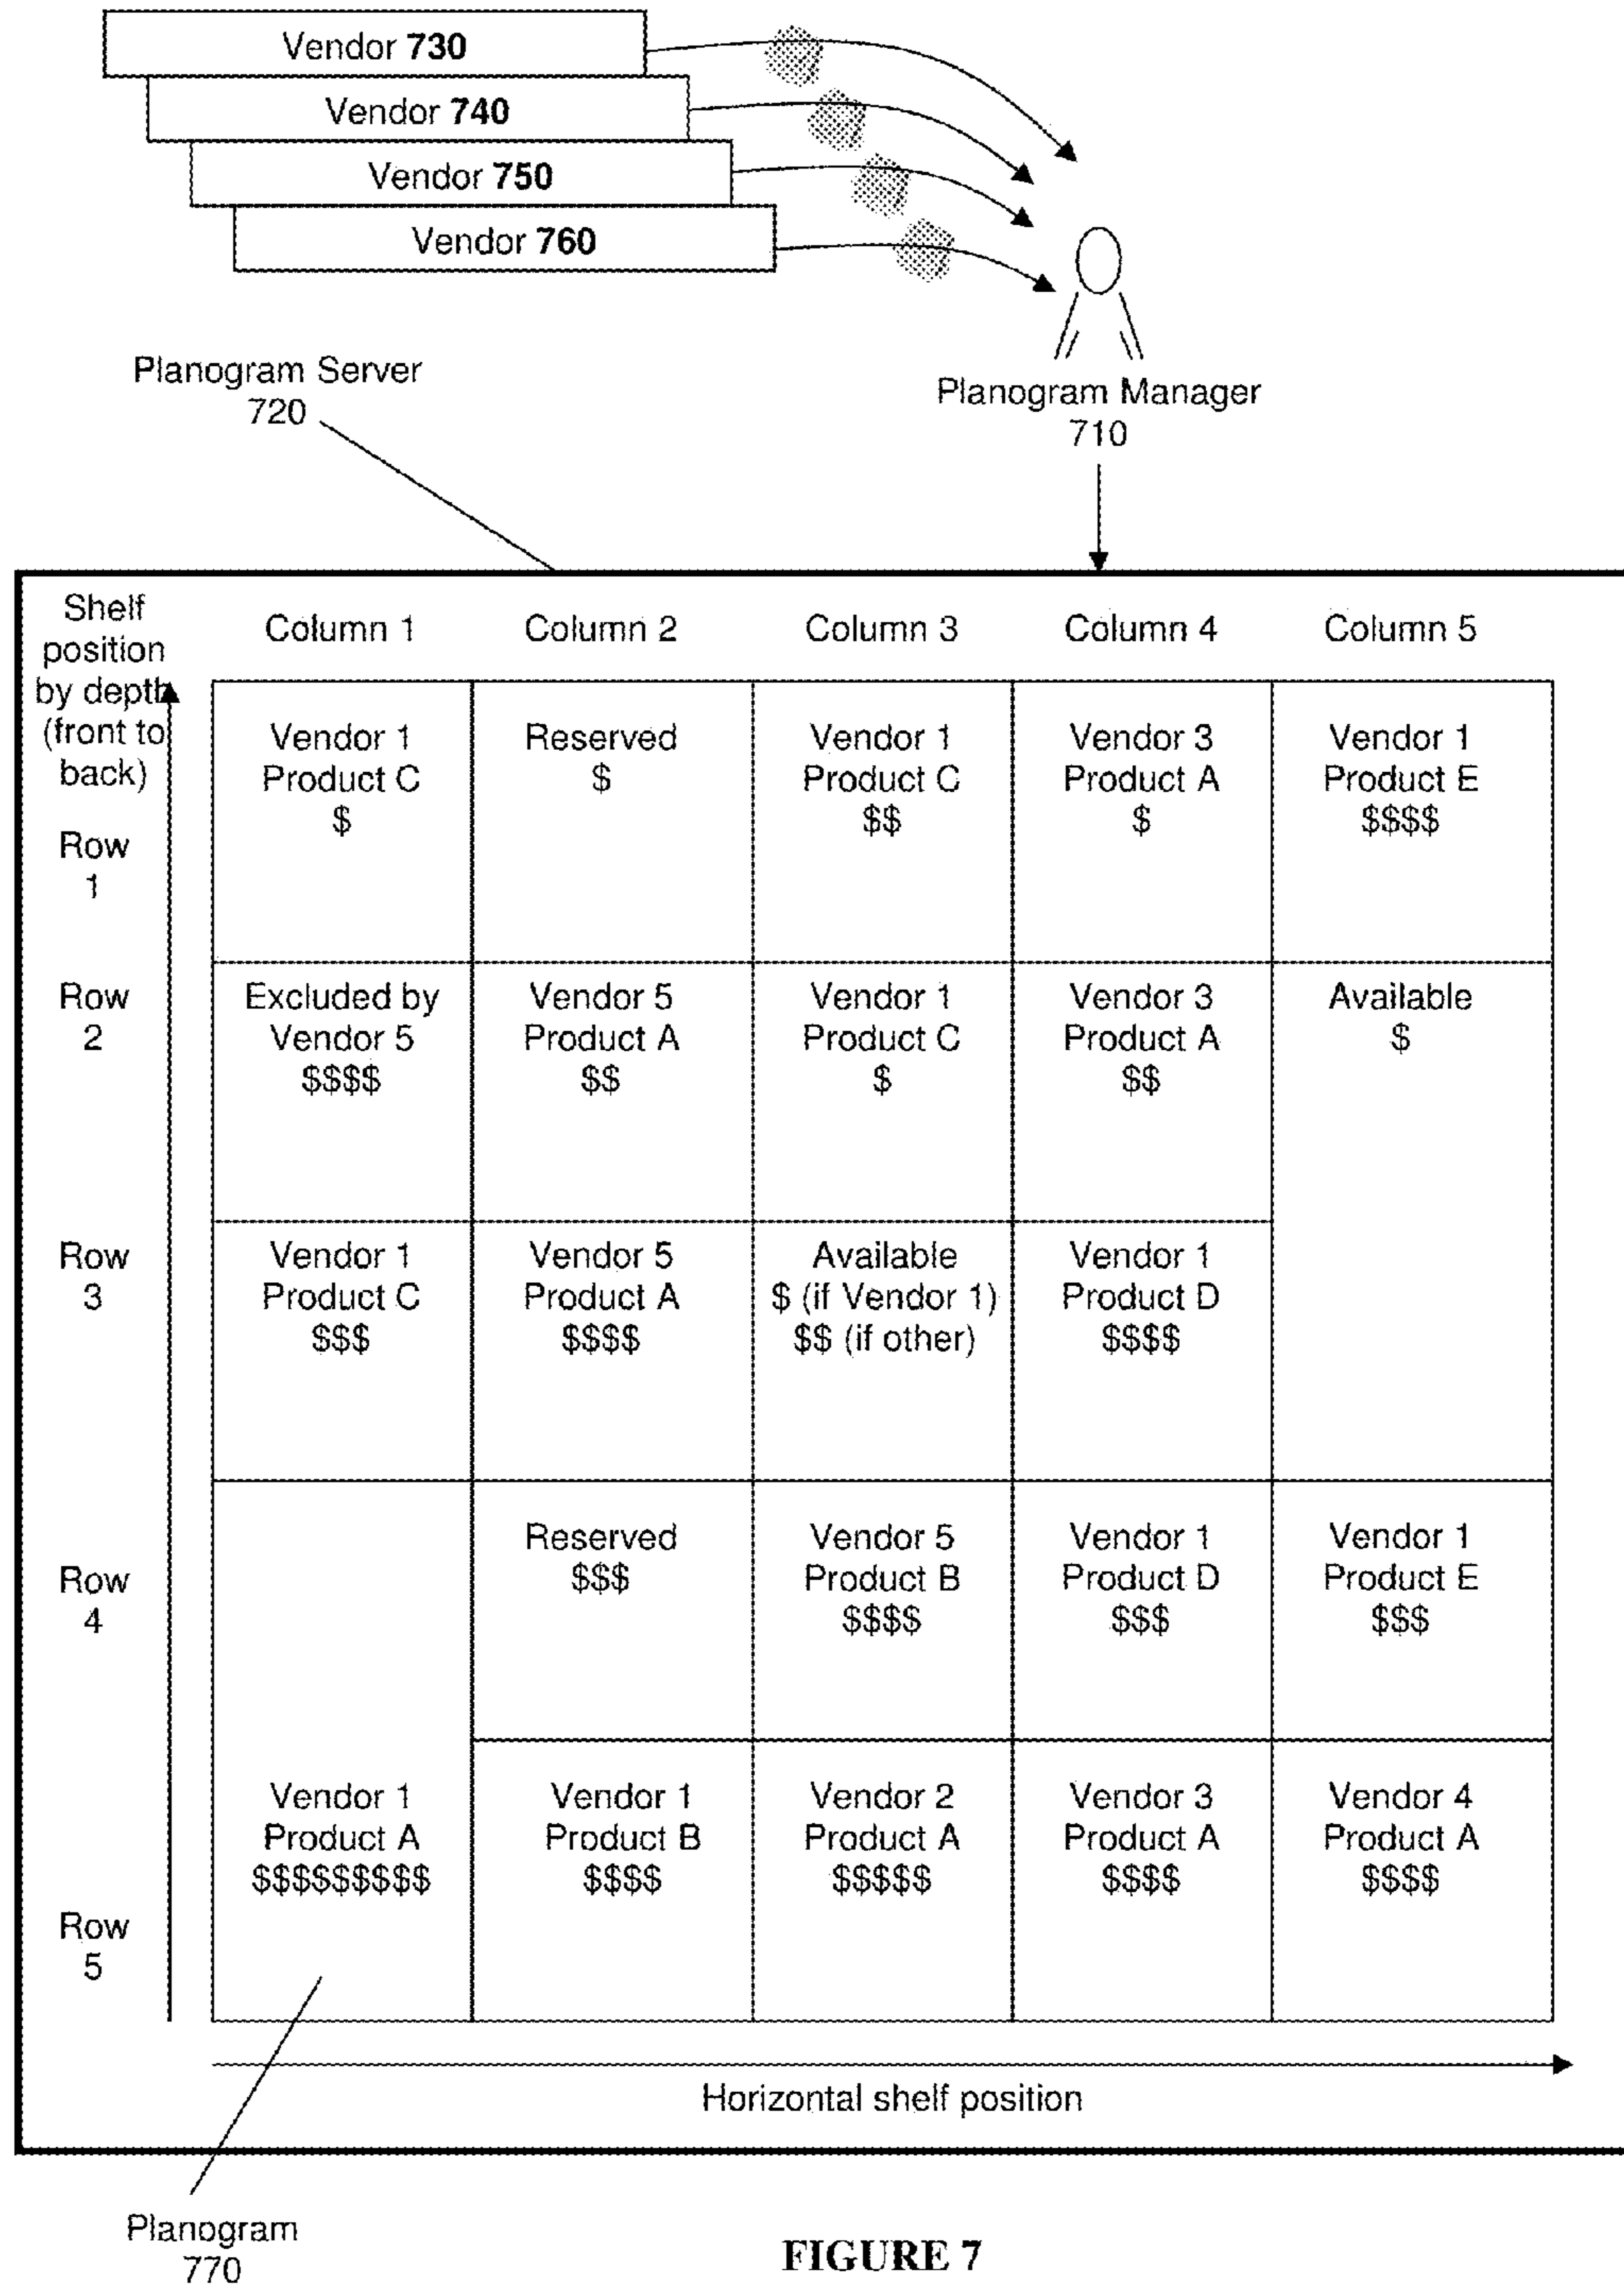 Vendor 730
Vendor 740
Vendor 750
Vendor 760
Planogram Server
720
Planogram Manager
710
Shelf
position
by depth
(front to
back)
Column 1
Column 2
Column 3
Column 4
Column 5
Row
1
Vendor 1
Product C
$
Reserved
$
Vendor 1
Product C
$$
Vendor 3
Product A
$
Vendor 1
Product E
$$$$
Row
2
Excluded by
Vendor 5
$$$$
Vendor 5
Product A
$$
Vendor 1
Product C
$
Vendor 3
Product A
$$
Available
$
Row
3
Vendor 1
Product C
$$$
Vendor 5
Product A
$$$$
Available
$ (if Vendor 1)
$$ (if other)
Vendor 1
Product D
$$$$
Row
4
Reserved
$$$
Vendor 5
Product B
$$$$
Vendor 1
Product D
$$$
Vendor 1
Product E
$$$
Row
5
Vendor 1
Product A
$$$$$$$$$
Vendor 1
Product B
$$$$
Vendor 2
Product A
$$$$$
Vendor 3
Product A
$$$$
Vendor 4
Product A
$$$$
Horizontal shelf position
Planogram
770
FIGURE 7